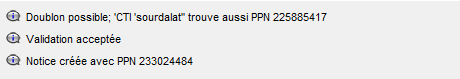 Doublon possible; 'CTI 'sourdalat'' trouve aussi PPN 225885417
Validation acceptée
Notice créée avec PPN 233024484